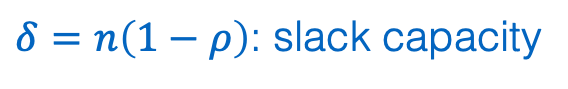 δ = n(1 − ρ): slack capacity